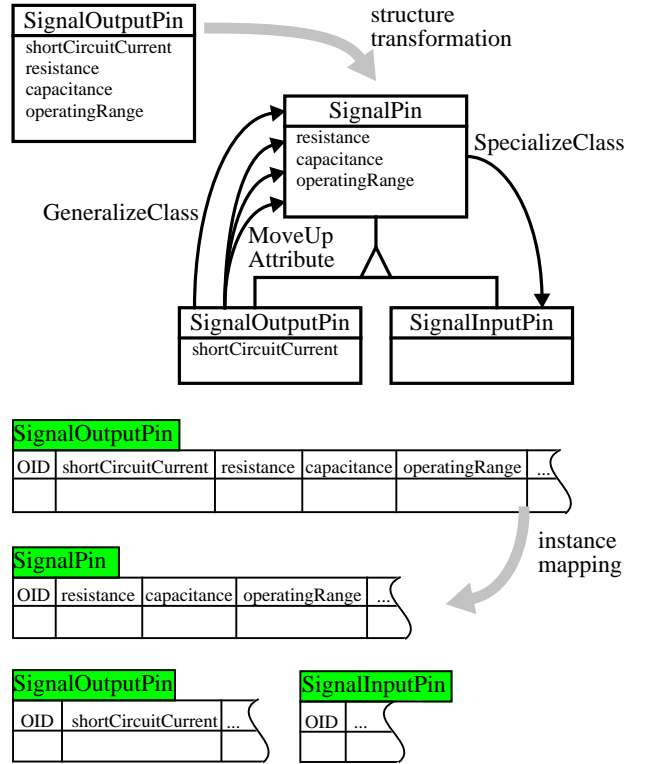 SignalOutputPin
shortCircuitCurrent
resistance
capacitance
operatingRange
structure
transformation
SignalPin
resistance
capacitance
operatingRange
SpecializeClass
GeneralizeClass
MoveUp
Attribute
SignalOutputPin
shortCircuitCurrent
SignalInputPin
SignalOutputPin
OID shortCircuitCurrent resistance capacitance operatingRange ...
instance
mapping
SignalPin
OID resistance capacitance operatingRange ...
SignalOutputPin
OID shortCircuitCurrent ...
SignalInputPin
OID ...